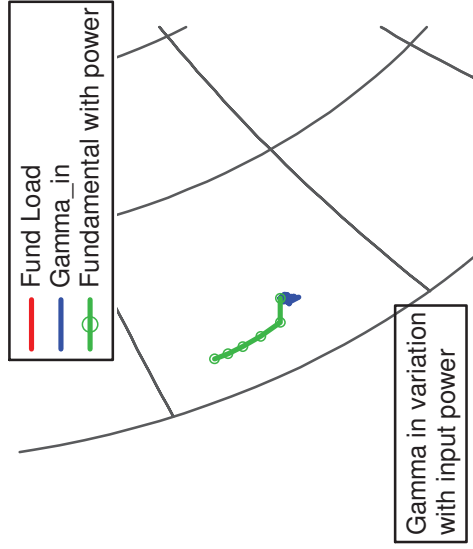 Fund Load
Gamma_in
Fundamental with power
Gamma in variation
with input power